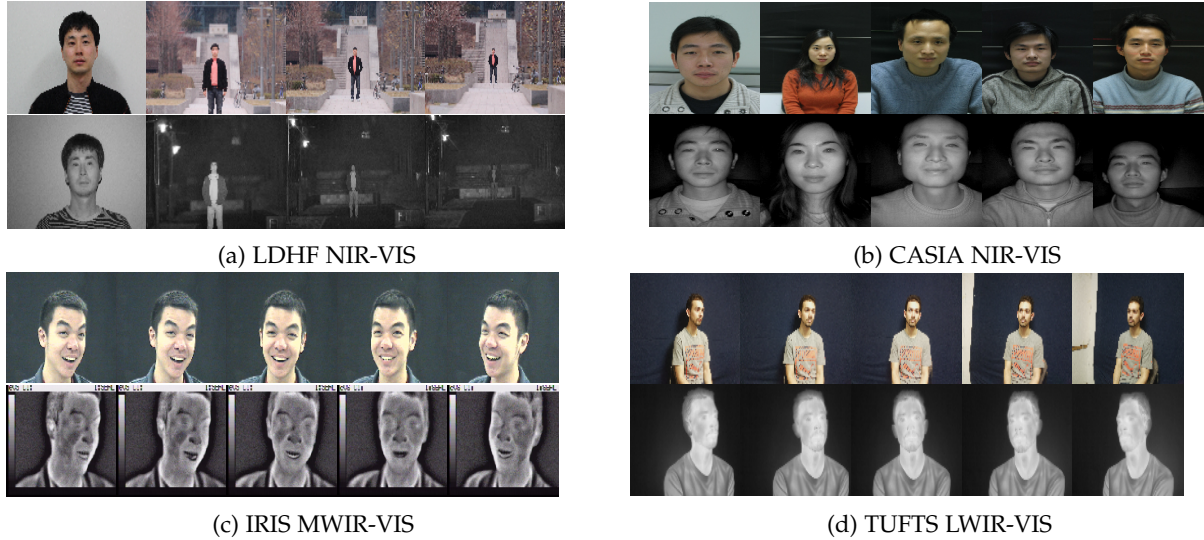 (a) LDHF NIR-VIS
(b) CASIA NIR-VIS
(c) IRIS MWIR-VIS
(d) TUFTS LWIR-VIS